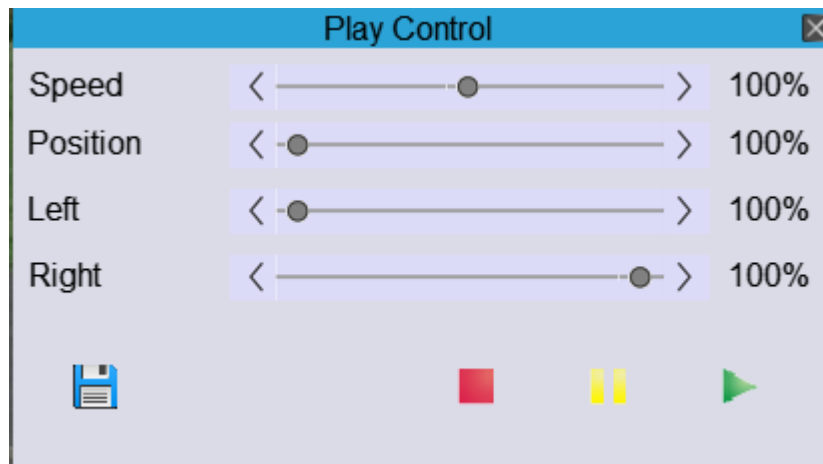 Play Control
Speed 100%
Position 100%
Left 100%
Right 100%